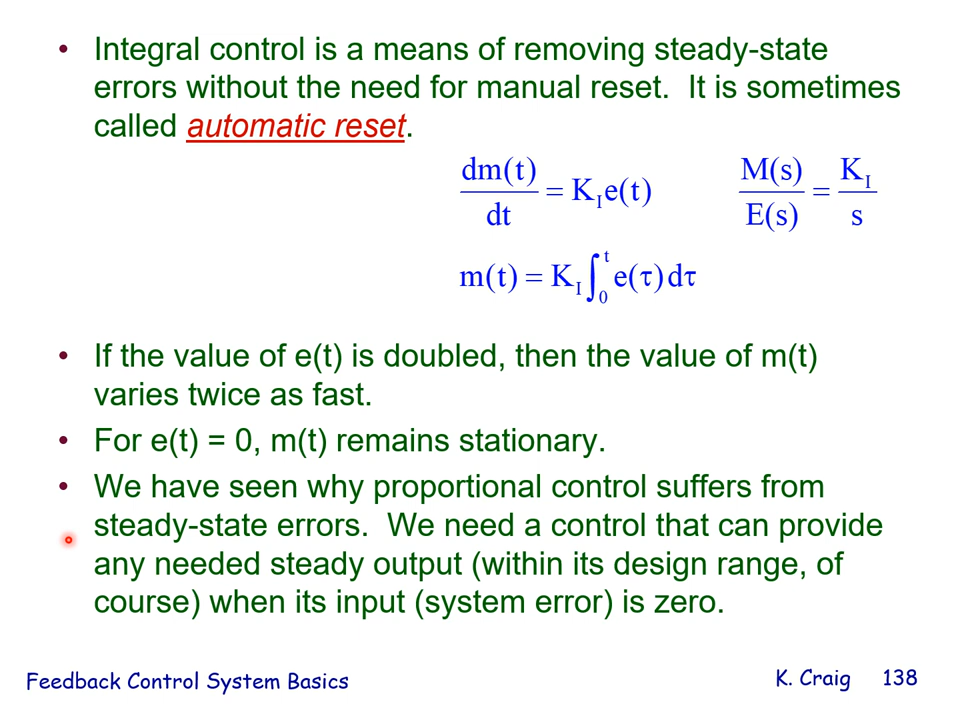 • Integral control is a means of removing steady-state
errors without the need for manual reset. It is sometimes
called automatic reset.
dm(t)/dt = K_I e(t)    M(s)/E(s) = K_I/s
m(t) = K_I ∫_0^t e(τ) dτ
• If the value of e(t) is doubled, then the value of m(t)
varies twice as fast.
• For e(t) = 0, m(t) remains stationary.
• We have seen why proportional control suffers from
steady-state errors. We need a control that can provide
any needed steady output (within its design range, of
course) when its input (system error) is zero.
Feedback Control System Basics
K. Craig 138